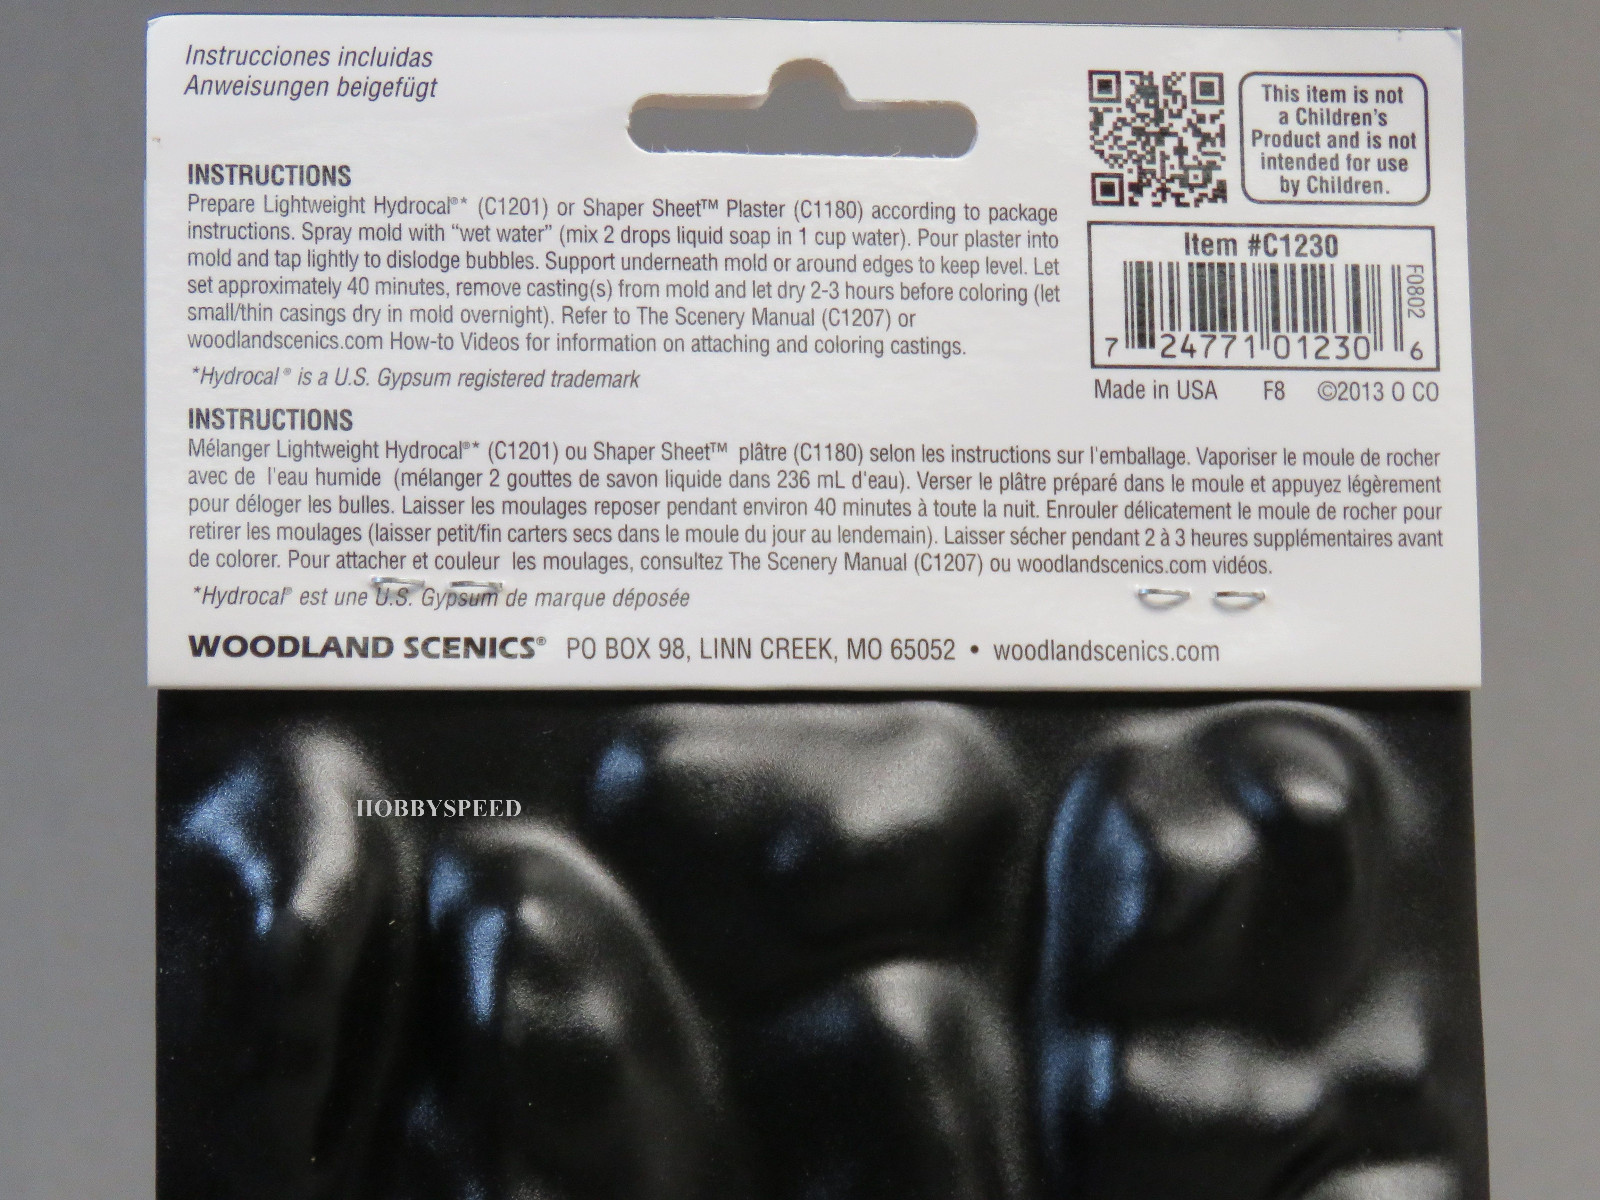 Instrucciones incluidas
Anweisungen beigefügt
INSTRUCTIONS
Prepare Lightweight Hydrocal®* (C1201) or Shaper Sheet™ Plaster (C1180) according to package
instructions. Spray mold with “wet water” (mix 2 drops liquid soap in 1 cup water). Pour plaster into
mold and tap lightly to dislodge bubbles. Support underneath mold or around edges to keep level. Let
set approximately 40 minutes, remove casting(s) from mold and let dry 2-3 hours before coloring (let
small/thin casings dry in mold overnight). Refer to The Scenery Manual (C1207) or
woodlandscenics.com How-to Videos for information on attaching and coloring castings.
*Hydrocal® is a U.S. Gypsum registered trademark
This item is not
a Children's
Product and is not
intended for use
by Children.
Item #C1230
F0802
7 24771 01230 6
Made in USA F8 ©2013 O CO
INSTRUCTIONS
Mélanger Lightweight Hydrocal®* (C1201) ou Shaper Sheet™ plâtre (C1180) selon les instructions sur l'emballage. Vaporiser le moule de rocher
avec de l'eau humide (mélanger 2 gouttes de savon liquide dans 236 mL d'eau). Verser le plâtre préparé dans le moule et appuyez légèrement
pour déloger les bulles. Laisser les moulages reposer pendant environ 40 minutes à toute la nuit. Enrouler délicatement le moule de rocher pour
retirer les moulages (laisser petit/fin carters secs dans le moule du jour au lendemain). Laisser sécher pendant 2 à 3 heures supplémentaires avant
de colorer. Pour attacher et couleur les moulages, consultez The Scenery Manual (C1207) ou woodlandscenics.com vidéos.
*Hydrocal® est une U.S. Gypsum de marque déposée
WOODLAND SCENICS® PO BOX 98, LINN CREEK, MO 65052 • woodlandscenics.com
© HOBBYSPEED